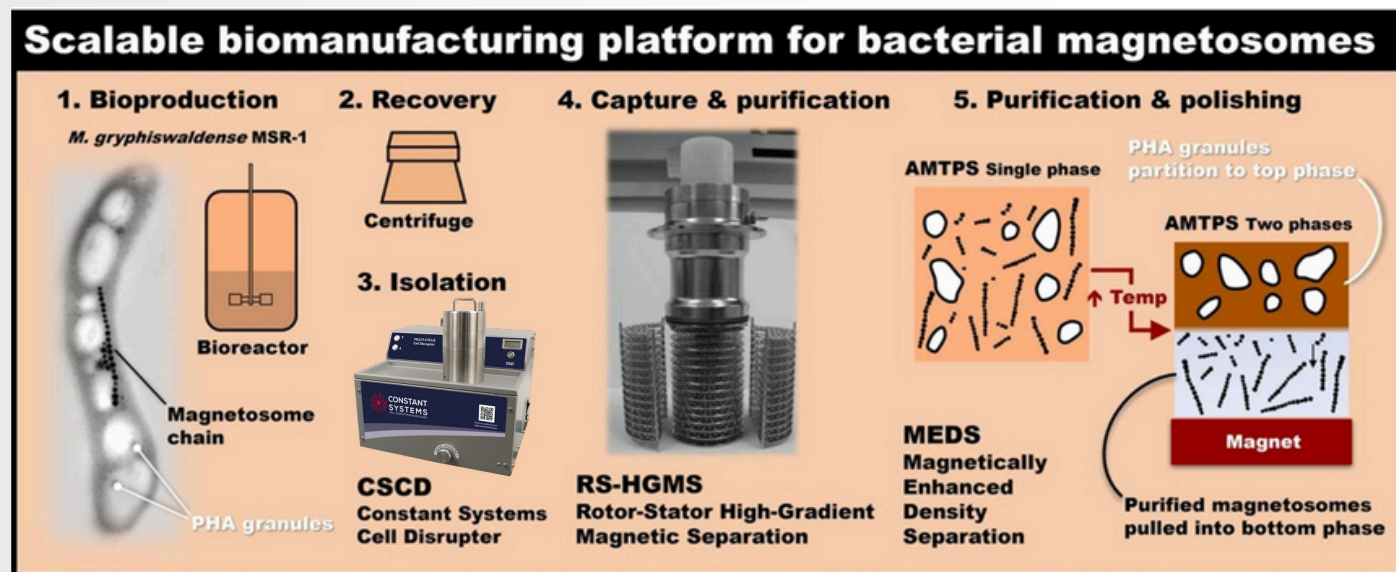 Scalable biomanufacturing platform for bacterial magnetosomes
1. Bioproduction
M. gryphiswaldense MSR-1
Bioreactor
Magnetosome
chain
PHA granules
2. Recovery
Centrifuge
3. Isolation
CONSTANT
SYSTEMS
CSCD
Constant Systems
Cell Disrupter
4. Capture & purification
RS-HGMS
Rotor-Stator High-Gradient
Magnetic Separation
5. Purification & polishing
AMTPS Single phase
PHA granules
partition to top phase
AMTPS Two phases
↑ Temp
Magnet
MEDS
Magnetically
Enhanced
Density
Separation
Purified magnetosomes
pulled into bottom phase